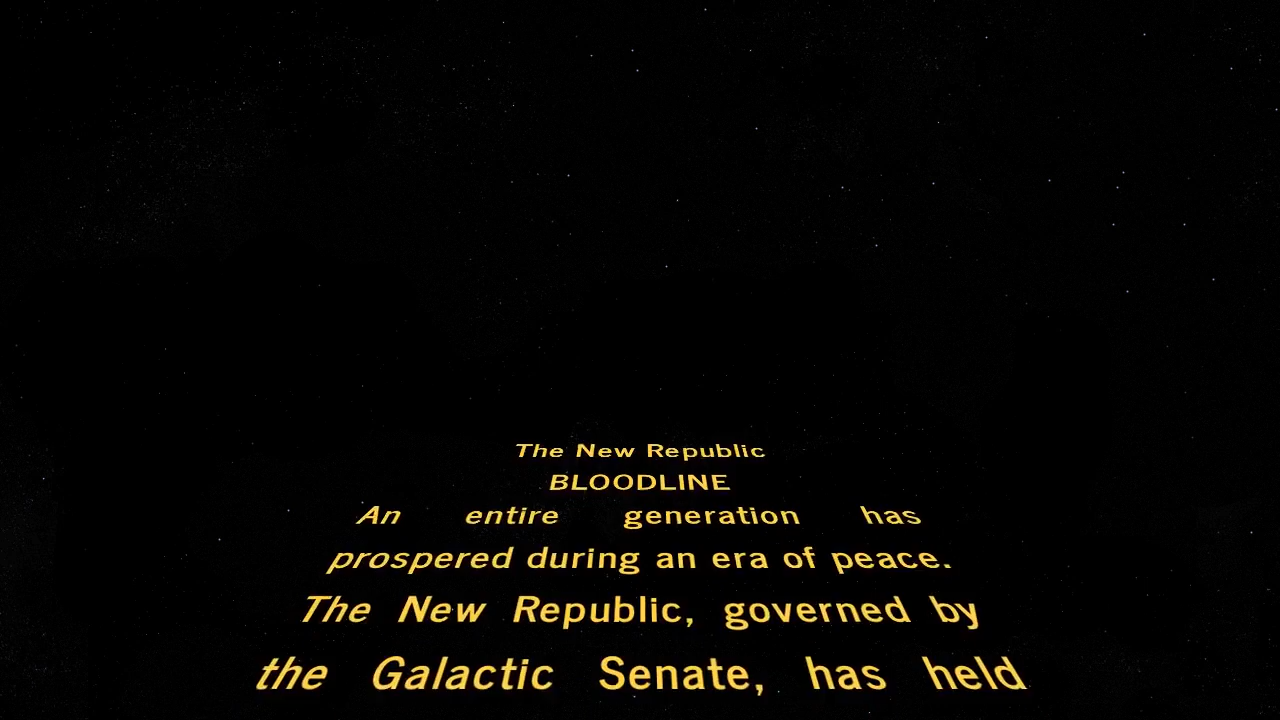 The New Republic
BLOODLINE
An entire generation has
prospered during an era of peace.
The New Republic, governed by
the Galactic Senate, has held